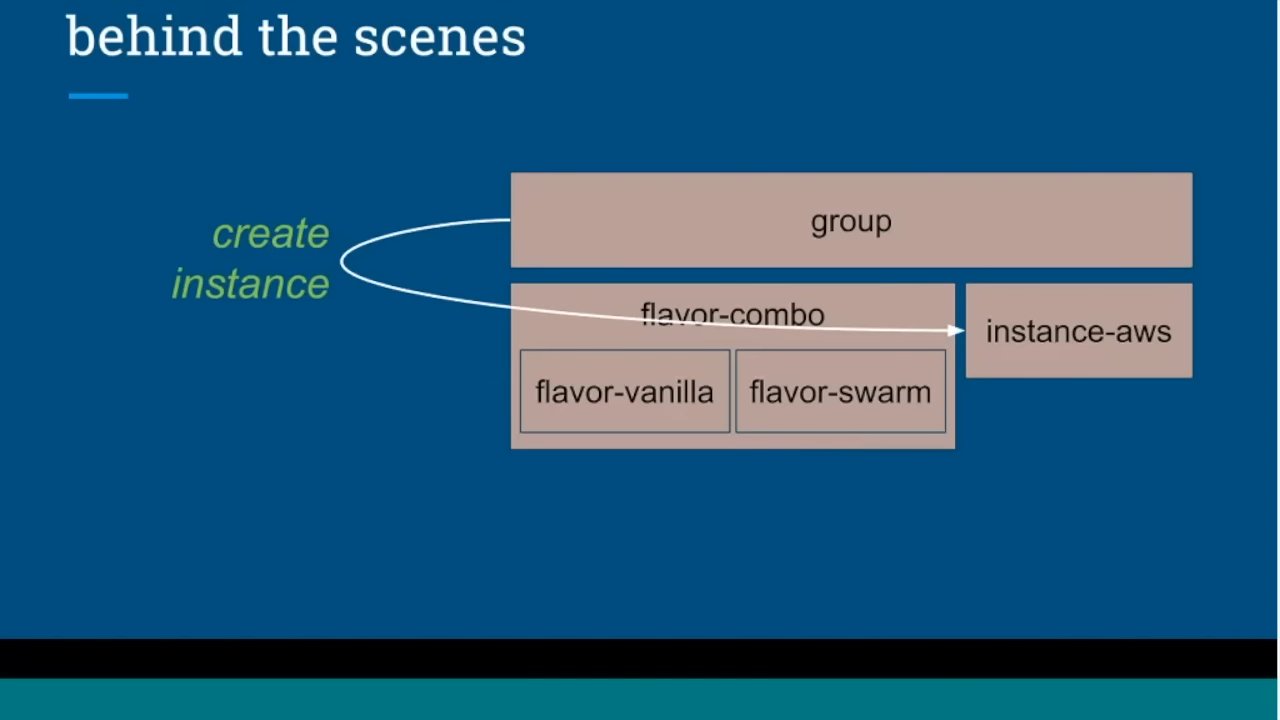 behind the scenes
create
instance
group
flavor-combo
instance-aws
flavor-vanilla
flavor-swarm